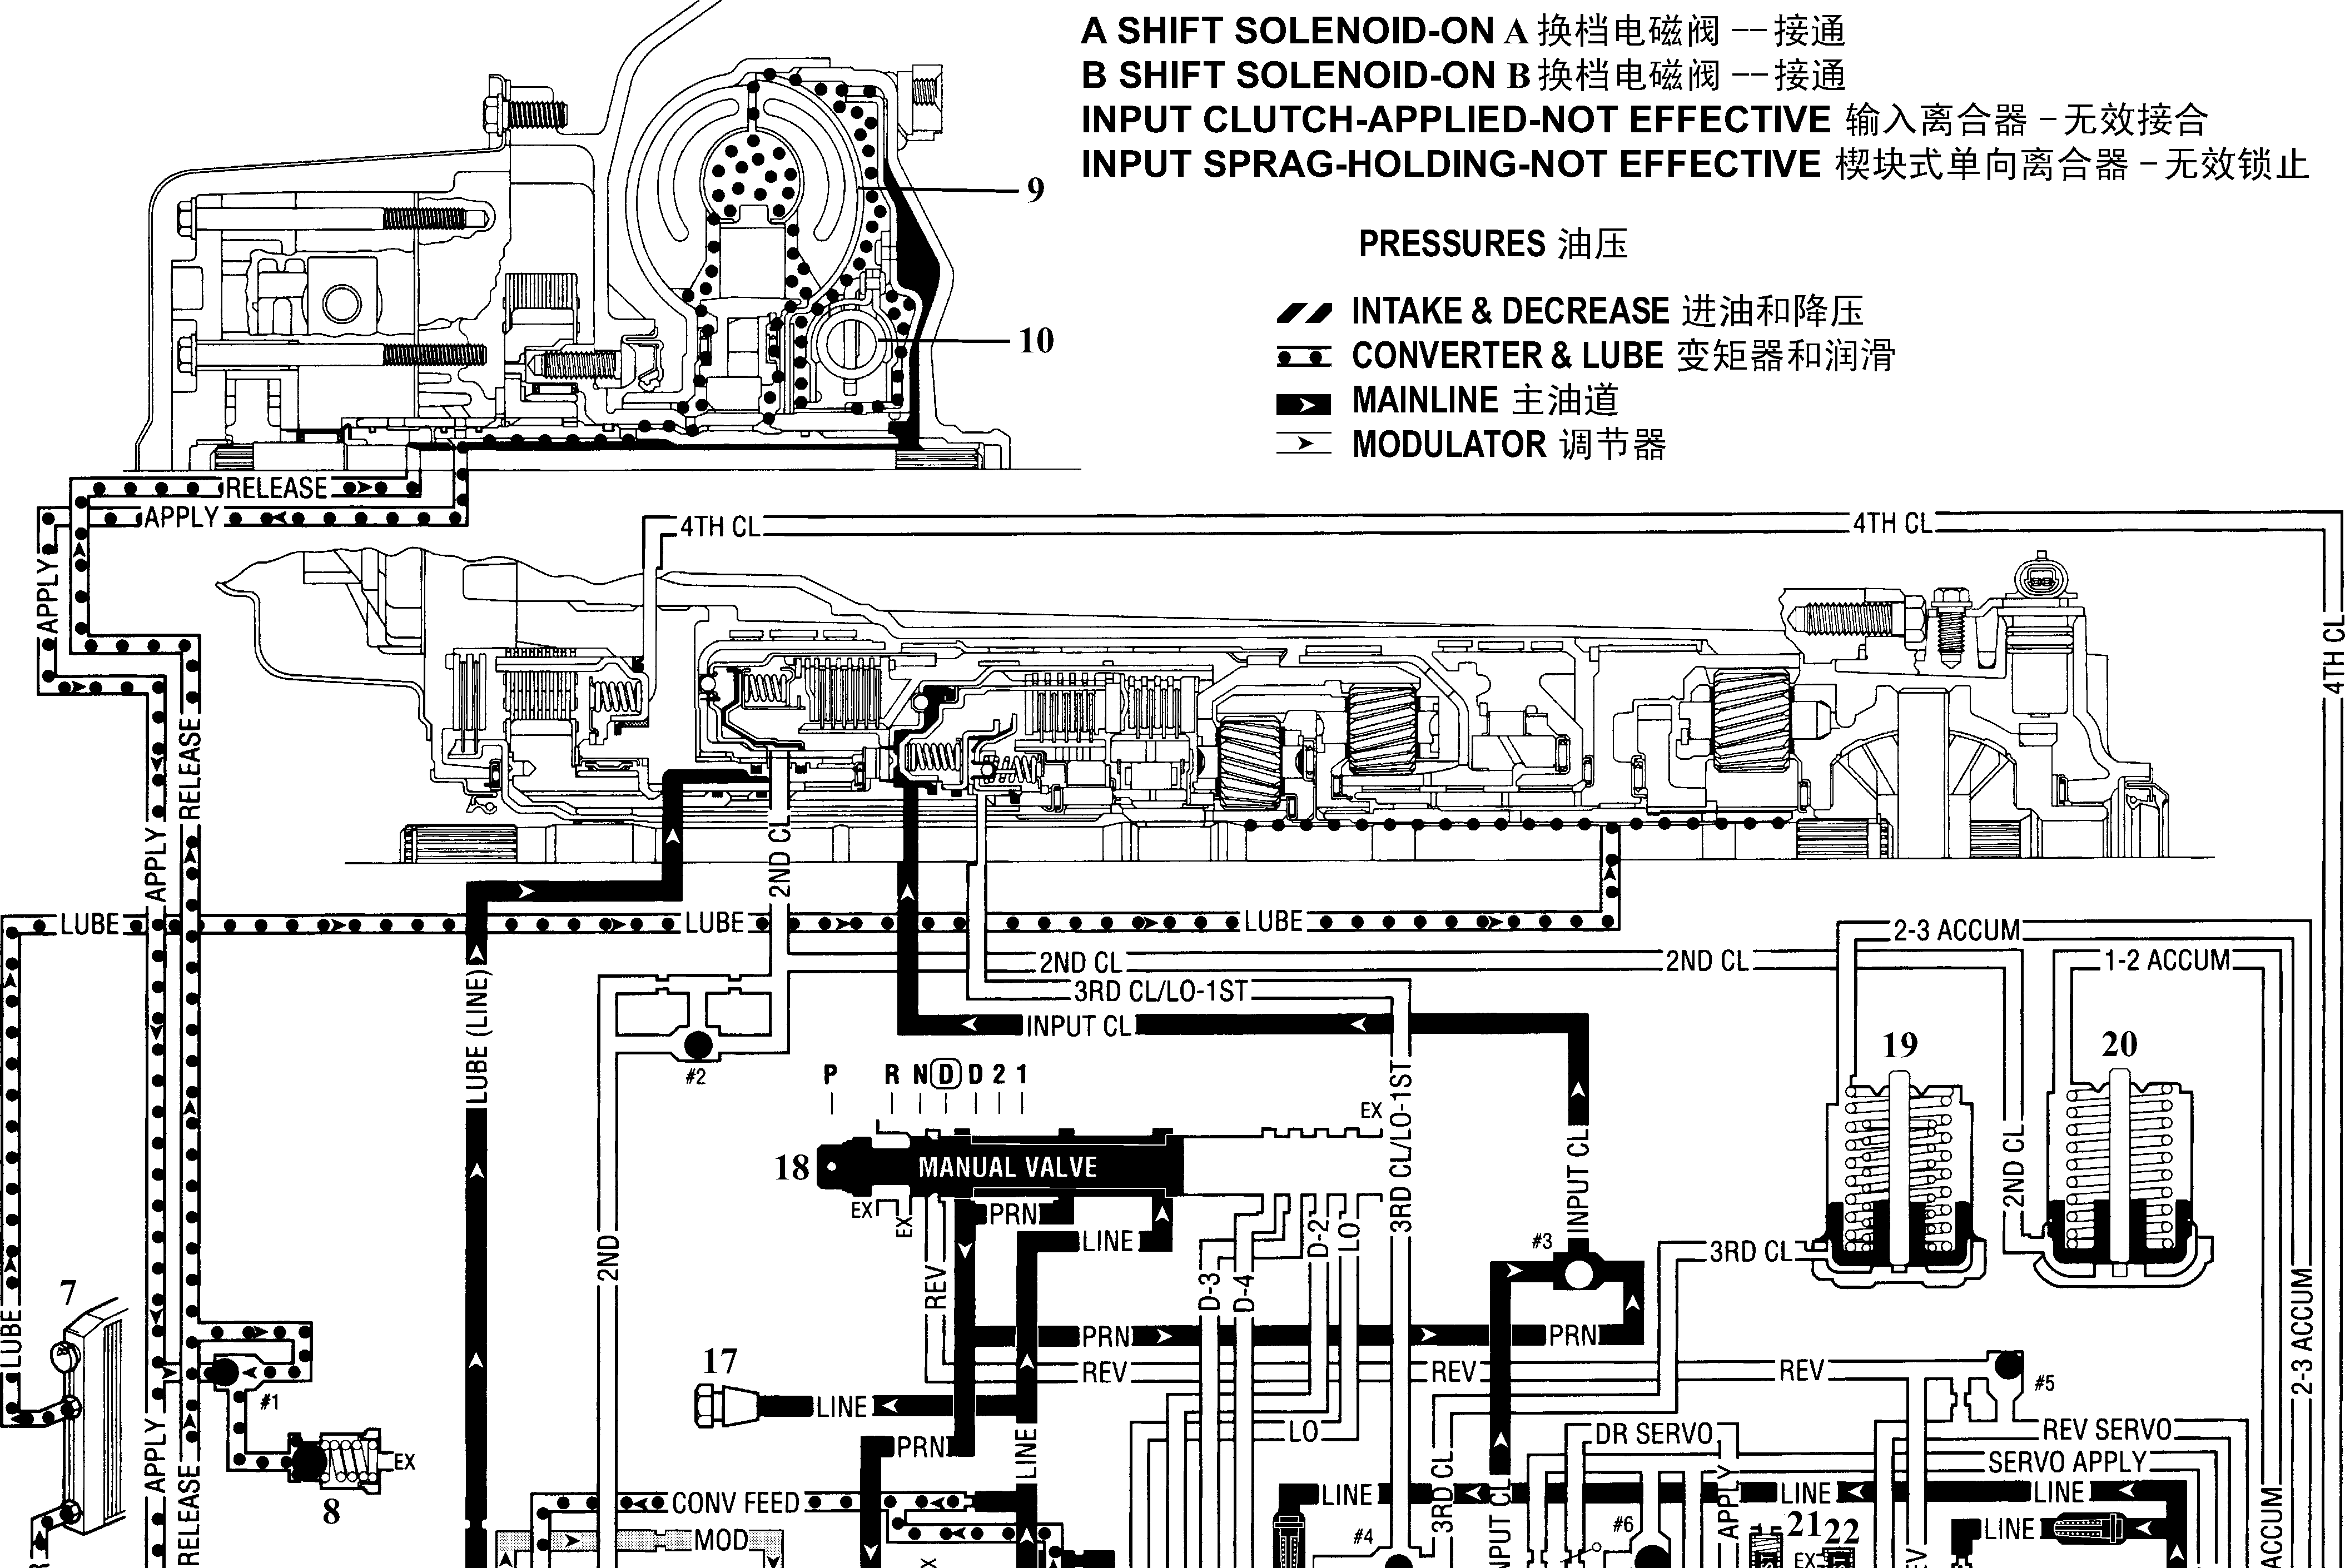 A SHIFT SOLENOID-ON A 换档电磁阀 --接通
B SHIFT SOLENOID-ON B 换档电磁阀 --接通
INPUT CLUTCH-APPLIED-NOT EFFECTIVE 输入离合器-无效接合
INPUT SPRAG-HOLDING-NOT EFFECTIVE 楔块式单向离合器-无效锁止
9
PRESSURES 油压
INTAKE & DECREASE 进油和降压
10
CONVERTER & LUBE 变矩器和润滑
MAINLINE 主油道
MODULATOR 调节器
RELEASE
APPLY
4TH CL
4TH CL
APPLY
4TH CL
RELEASE
APPLY
2ND CL
LUBE
LUBE
LUBE
2-3 ACCUM
2ND CL
2ND CL
1-2 ACCUM
3RD CL/LO-1ST
LUBE (LINE)
INPUT CL
19
20
#2
P R N D D 2 1
EX
3RD CL/LO-1ST
18
MANUAL VALVE
INPUT CL
2ND CL
EX
EX
PRN
LINE
D-2
LO
#3
3RD CL
2ND
REV
D-3
D-4
7
LUBE
PRN
PRN
2-3 ACCUM
17
REV
REV
REV
#5
#1
LINE
PRN
LINE
LO
DR SERVO
REV SERVO
SERVO APPLY
APPLY
RELEASE
EX
8
CONV FEED
LINE
3RD CL
INPUT CL
APPLY
LINE
LINE
ACCUM
MOD
#4
#6
21
22
LINE
EX